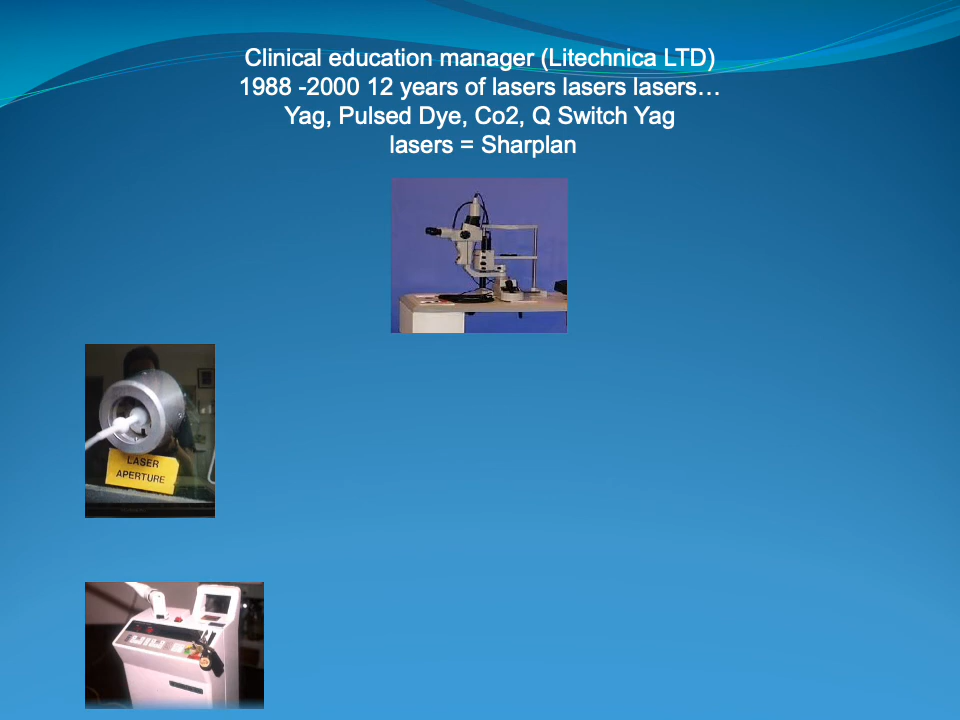 Clinical education manager (Litechnica LTD)
1988 -2000 12 years of lasers lasers lasers…
Yag, Pulsed Dye, Co2, Q Switch Yag
lasers = Sharplan
LASER
APERTURE